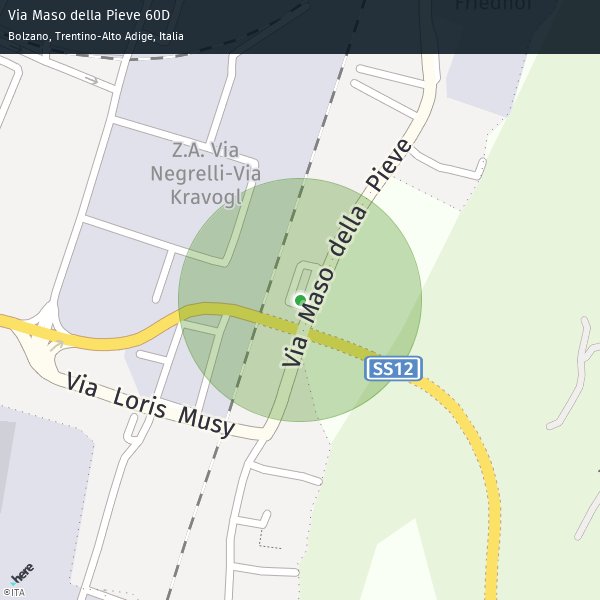 Via Maso della Pieve 60D
Bolzano, Trentino-Alto Adige, Italia
Friedhof
Z.A. Via
Negrelli-Via
Kravogl
Via Maso della Pieve
SS12
Via Loris Musy
here
©ITA